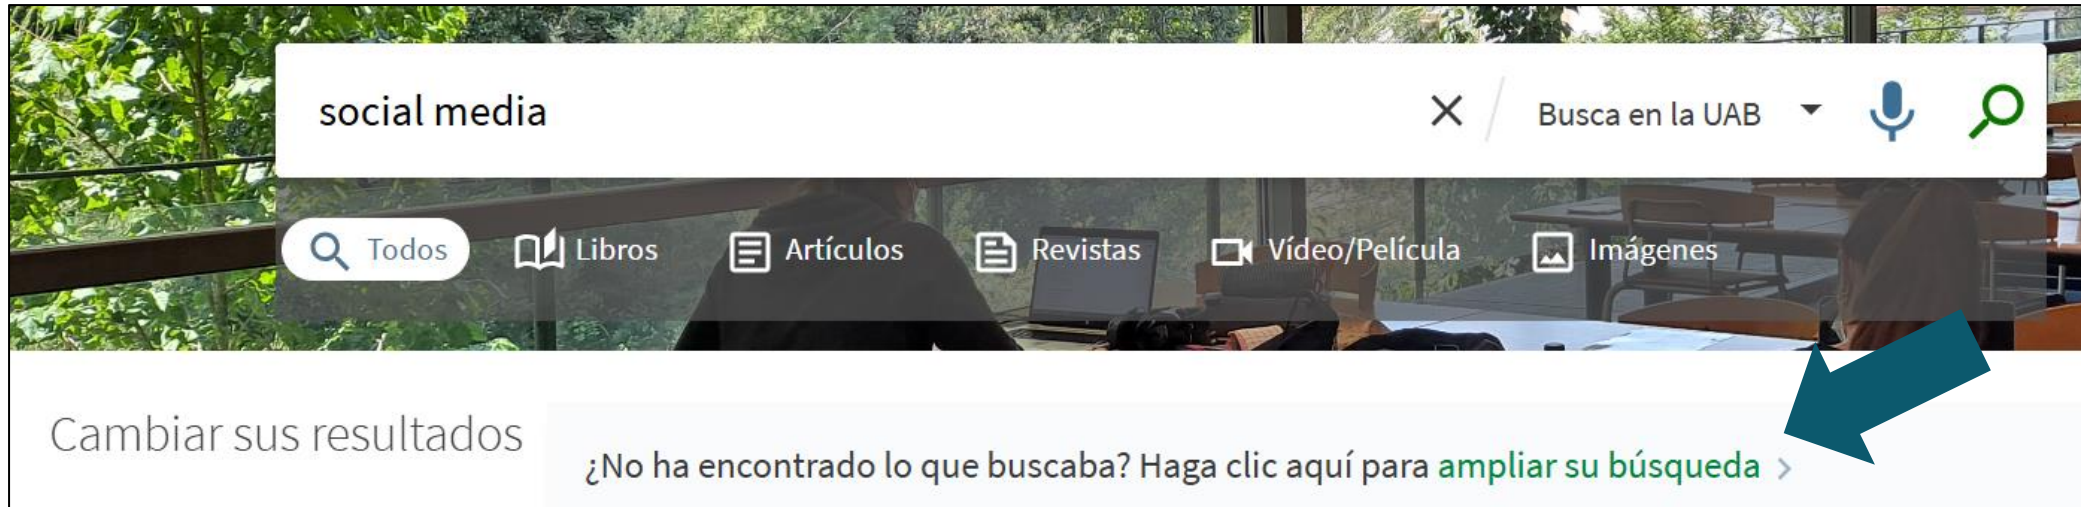 social media
Busca en la UAB
Todos Libros Artículos Revistas Vídeo/Película Imágenes
Cambiar sus resultados
¿No ha encontrado lo que buscaba? Haga clic aquí para ampliar su búsqueda >